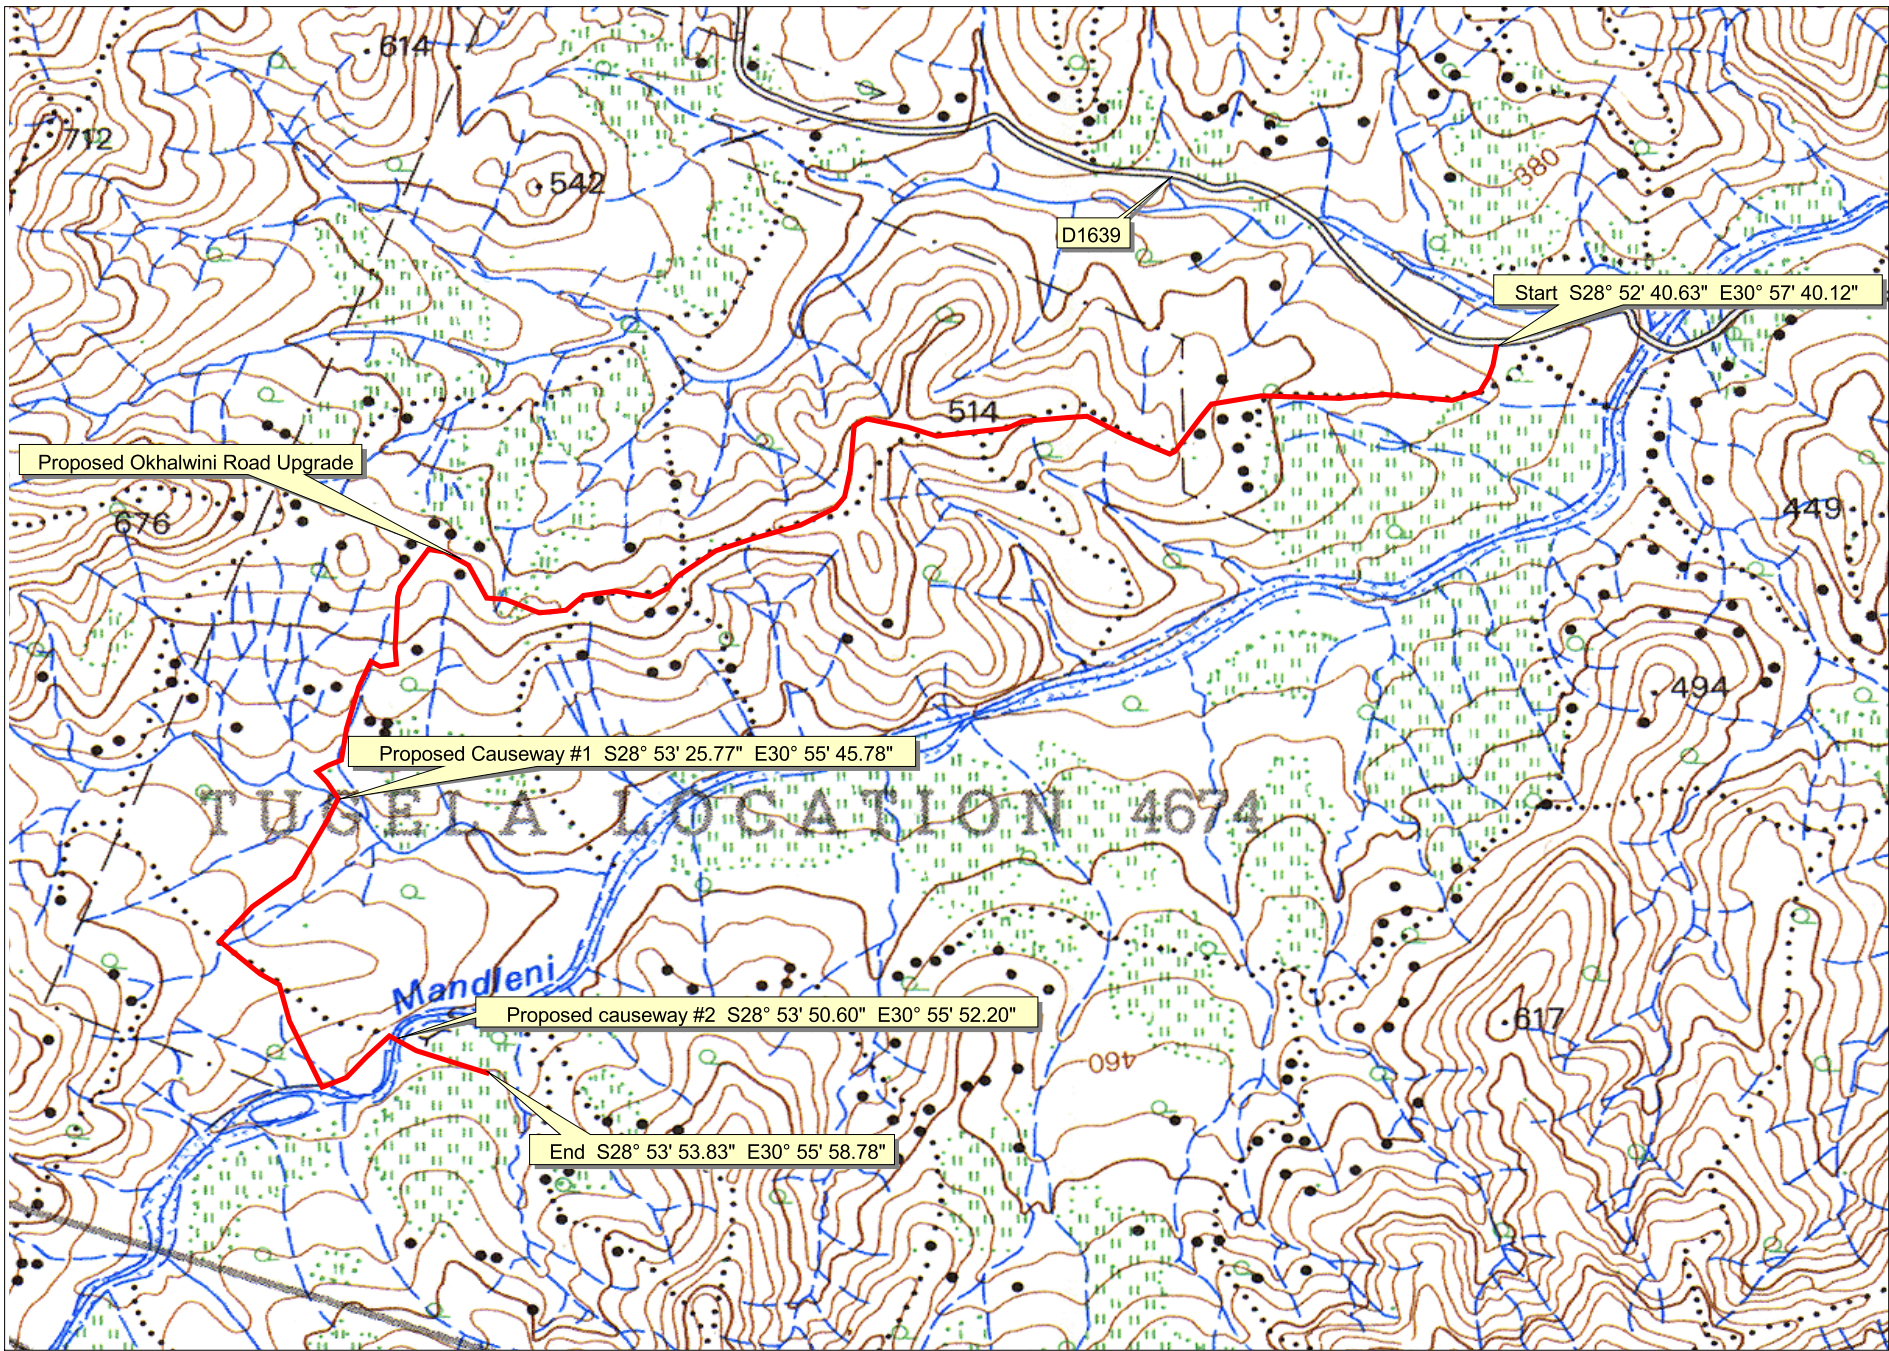 614
712
542
380
D1639
Start S28° 52' 40.63" E30° 57' 40.12"
514
Proposed Okhalwini Road Upgrade
676
449
494
Proposed Causeway #1 S28° 53' 25.77" E30° 55' 45.78"
TUGELA LOCATION 4674
Mandleni
Proposed causeway #2 S28° 53' 50.60" E30° 55' 52.20"
617
460
End S28° 53' 53.83" E30° 55' 58.78"